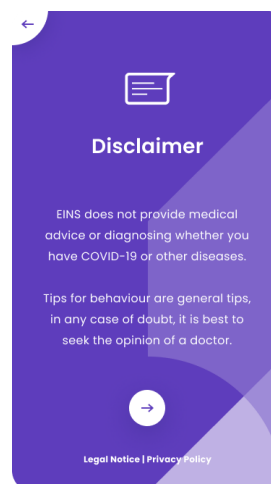 Disclaimer
EINS does not provide medical
advice or diagnosing whether you
have COVID-19 or other diseases.
Tips for behaviour are general tips,
in any case of doubt, it is best to
seek the opinion of a doctor.
Legal Notice | Privacy Policy